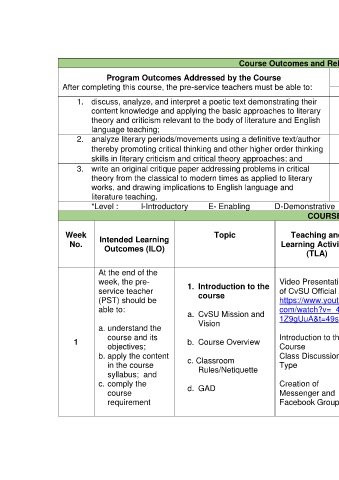 Course Outcomes and Rel
Program Outcomes Addressed by the Course
After completing this course, the pre-service teachers must be able to:
1. discuss, analyze, and interpret a poetic text demonstrating their
content knowledge and applying the basic approaches to literary
theory and criticism relevant to the body of literature and English
language teaching;
2. analyze literary periods/movements using a definitive text/author
thereby promoting critical thinking and other higher order thinking
skills in literary criticism and critical theory approaches; and
3. write an original critique paper addressing problems in critical
theory from the classical to modern times as applied to literary
works, and drawing implications to English language and
literature teaching.
*Level : I-Introductory E- Enabling D-Demonstrative
COURSE
Week
No.
Intended Learning
Outcomes (ILO)
Topic
Teaching and
Learning Activi
(TLA)
1
At the end of the
week, the pre-
service teacher
(PST) should be
able to:
a. understand the
course and its
objectives;
b. apply the content
in the course
syllabus; and
c. comply the
course
requirement
1. Introduction to the
course
a. CvSU Mission and
Vision
b. Course Overview
c. Classroom
Rules/Netiquette
d. GAD
Video Presentati
of CvSU Official
https://www.yout
com/watch?v=_4
1Z9gUuA&t=49s
Introduction to th
Course
Class Discussion
Type
Creation of
Messenger and
Facebook Group